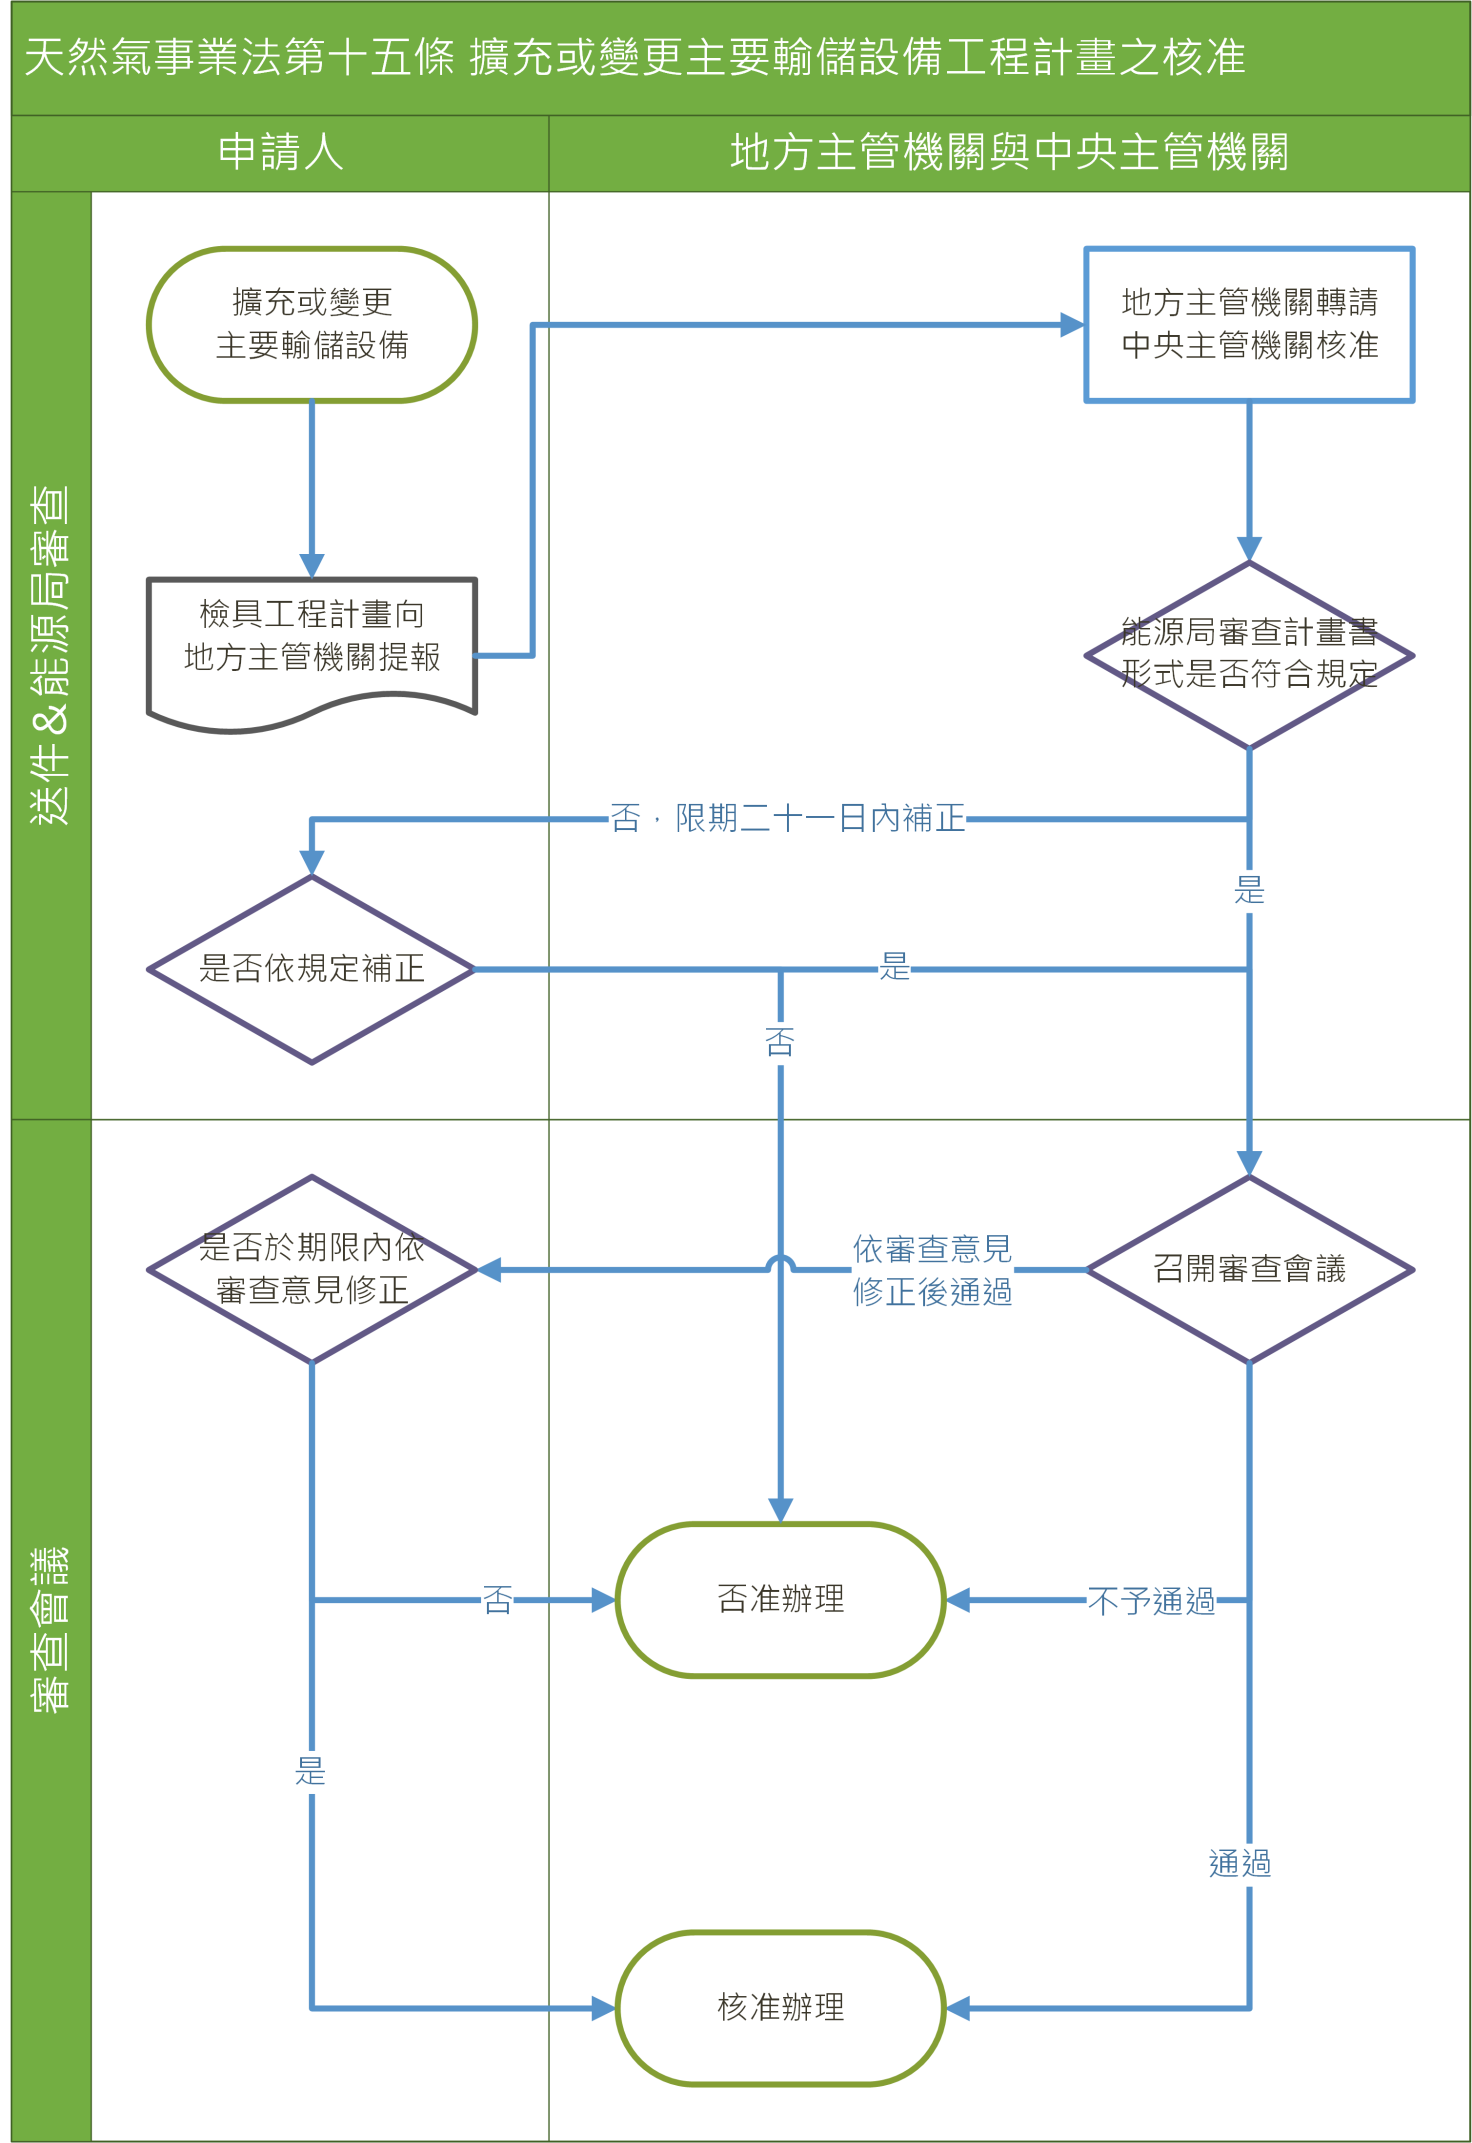 天然氣事業法第十五條 擴充或變更主要輸儲設備工程計畫之核准
申請人
地方主管機關與中央主管機關
送件＆能源局審查
擴充或變更
主要輸儲設備
地方主管機關轉請
中央主管機關核准
檢具工程計畫向
地方主管機關提報
能源局審查計畫書
形式是否符合規定
否，限期二十一日內補正
是
是否依規定補正
是
否
審查會議
是否於期限內依
審查意見修正
依審查意見
修正後通過
召開審查會議
否
否准辦理
不予通過
是
通過
核准辦理